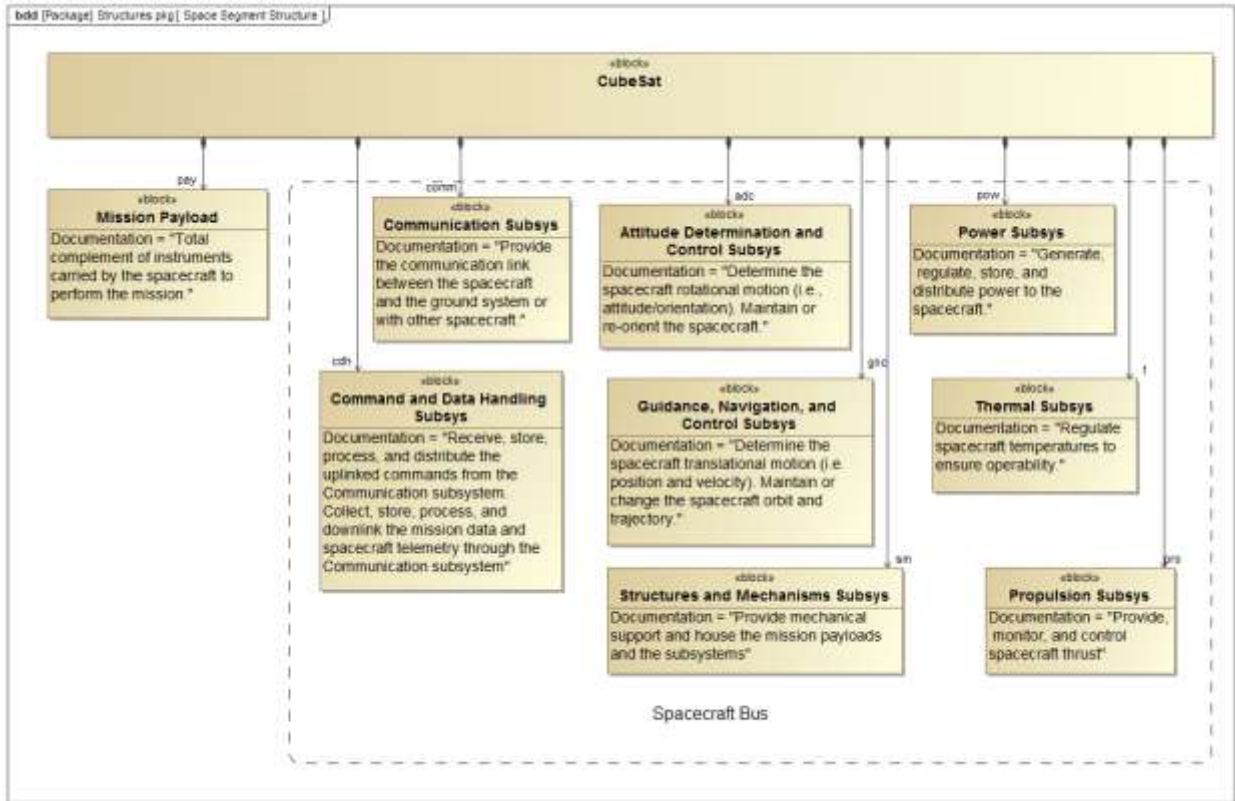 bdd [Package] Structures pkg [ Space Segment Structure ]
«block»
CubeSat
pay
comm
adc
pow
«block»
Mission Payload
Documentation = "Total
complement of instruments
carried by the spacecraft to
perform the mission."
«block»
Communication Subsys
Documentation = "Provide
the communication link
between the spacecraft
and the ground system or
with other spacecraft."
«block»
Attitude Determination and
Control Subsys
Documentation = "Determine the
spacecraft rotational motion (i.e.,
attitude/orientation). Maintain or
re-orient the spacecraft."
«block»
Power Subsys
Documentation = "Generate,
regulate, store, and
distribute power to the
spacecraft."
cdh
gnc
t
«block»
Command and Data Handling
Subsys
Documentation = "Receive, store,
process, and distribute the
uplinked commands from the
Communication subsystem.
Collect, store, process, and
downlink the mission data and
spacecraft telemetry through the
Communication subsystem"
«block»
Guidance, Navigation, and
Control Subsys
Documentation = "Determine the
spacecraft translational motion (i.e.
position and velocity). Maintain or
change the spacecraft orbit and
trajectory."
«block»
Thermal Subsys
Documentation = "Regulate
spacecraft temperatures to
ensure operability."
sm
pro
«block»
Structures and Mechanisms Subsys
Documentation = "Provide mechanical
support and house the mission payloads
and the subsystems"
«block»
Propulsion Subsys
Documentation = "Provide,
monitor, and control
spacecraft thrust"
Spacecraft Bus